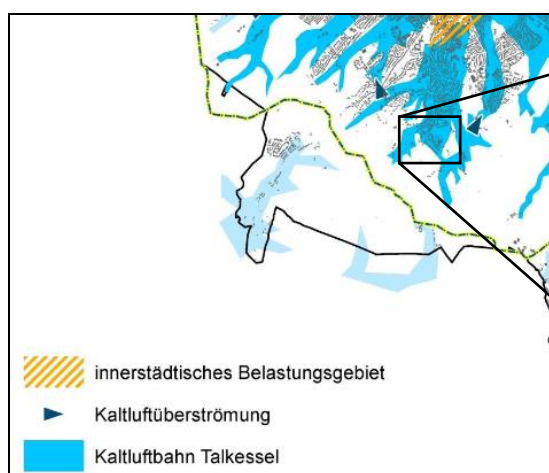 innerstädtisches Belastungsgebiet
Kaltluftüberströmung
Kaltluftbahn Talkessel